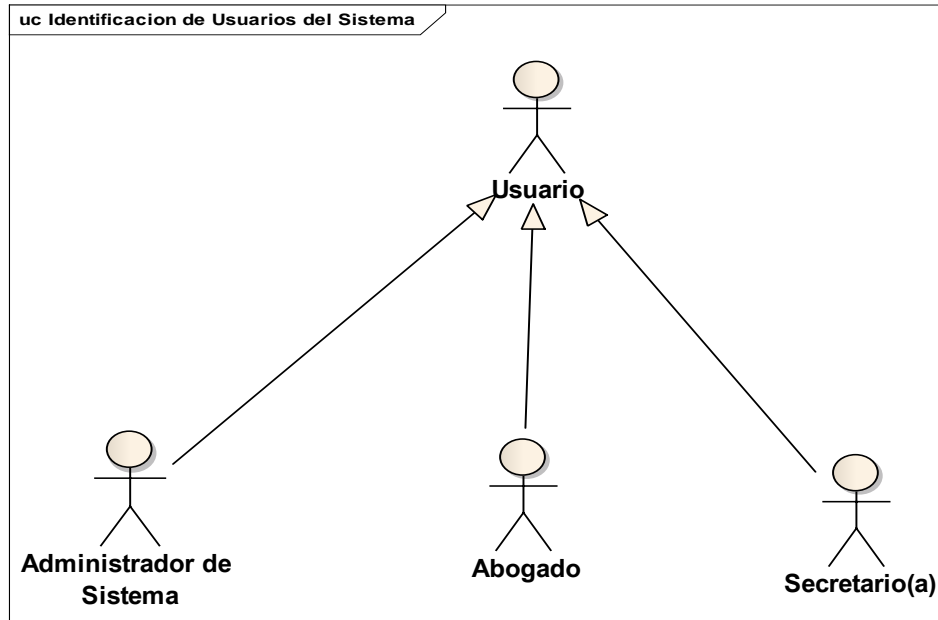 uc Identificacion de Usuarios del Sistema
Usuario
Administrador de
Sistema
Abogado
Secretario(a)